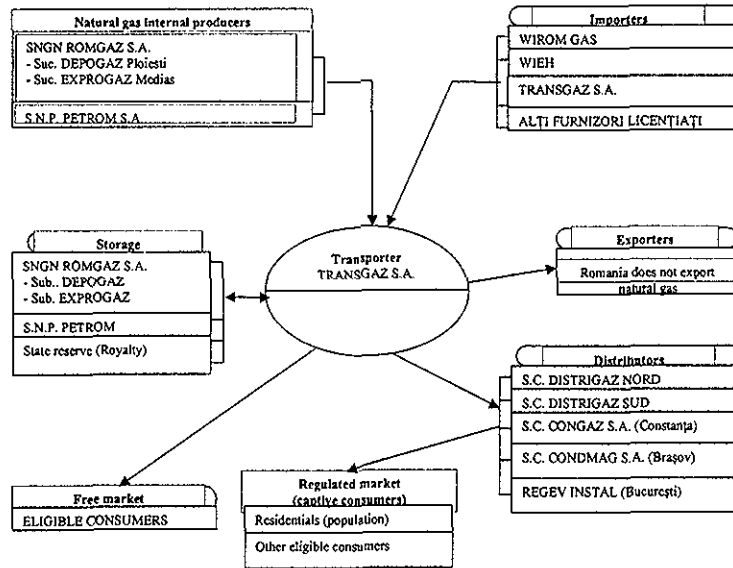 Natural gas internal producers
SNGN ROMGAZ S.A.
- Suc. DEPOGAZ Ploiesti
- Suc. EXPROGAZ Medias
S.N.P. PETROM S.A.
Importers
WIROM GAS
WIEH
TRANSGAZ S.A.
ALȚI FURNIZORI LICENȚIAȚI
Storage
SNGN ROMGAZ S.A.
- Sub.. DEPOGAZ
- Sub. EXPROGAZ
S.N.P. PETROM
State reserve (Royalty)
Transporter
TRANSGAZ S.A.
Exporters
Romania does not export
natural gas
Distributors
S.C. DISTRIGAZ NORD
S.C. DISTRIGAZ SUD
S.C. CONGAZ S.A. (Constanța)
S.C. CONDMAG S.A. (Brașov)
REGEV INSTAL (București)
Free market
ELIGIBLE CONSUMERS
Regulated market
(captive consumers)
Residentials (population)
Other eligible consumers